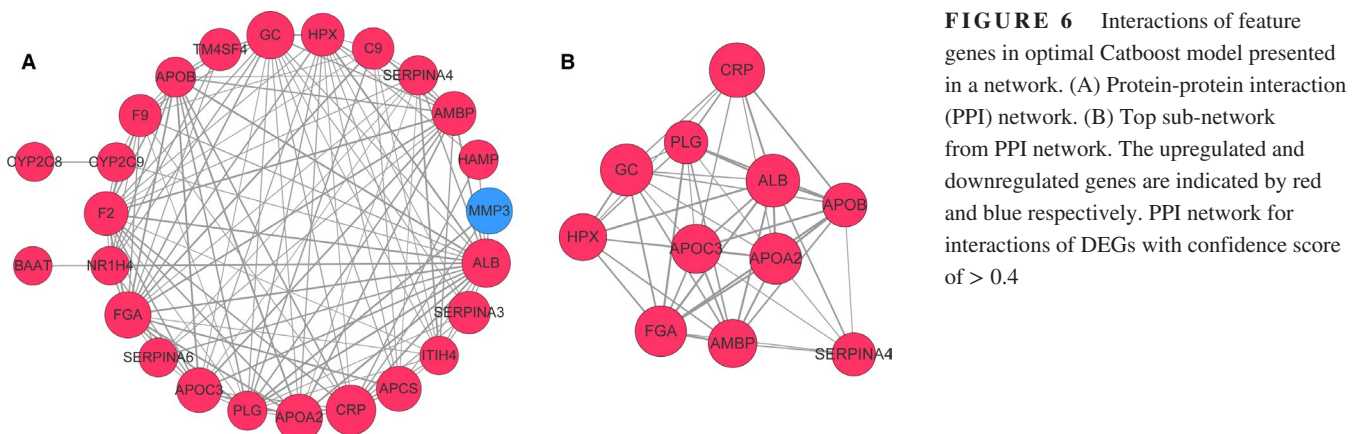 A
GC
HPX
C9
TM4SF4
SERPINA4
APOB
AMBP
F9
HAMP
CYP2C8
CYP2C9
MMP3
F2
ALB
BAAT
NR1H4
SERPINA3
FGA
ITIH4
SERPINA6
APCS
APOC3
PLG
APOA2
CRP
B
CRP
PLG
GC
ALB
APOB
HPX
APOC3
APOA2
FGA
AMBP
SERPINA4
FIGURE 6 Interactions of feature
genes in optimal Catboost model presented
in a network. (A) Protein-protein interaction
(PPI) network. (B) Top sub-network
from PPI network. The upregulated and
downregulated genes are indicated by red
and blue respectively. PPI network for
interactions of DEGs with confidence score
of > 0.4